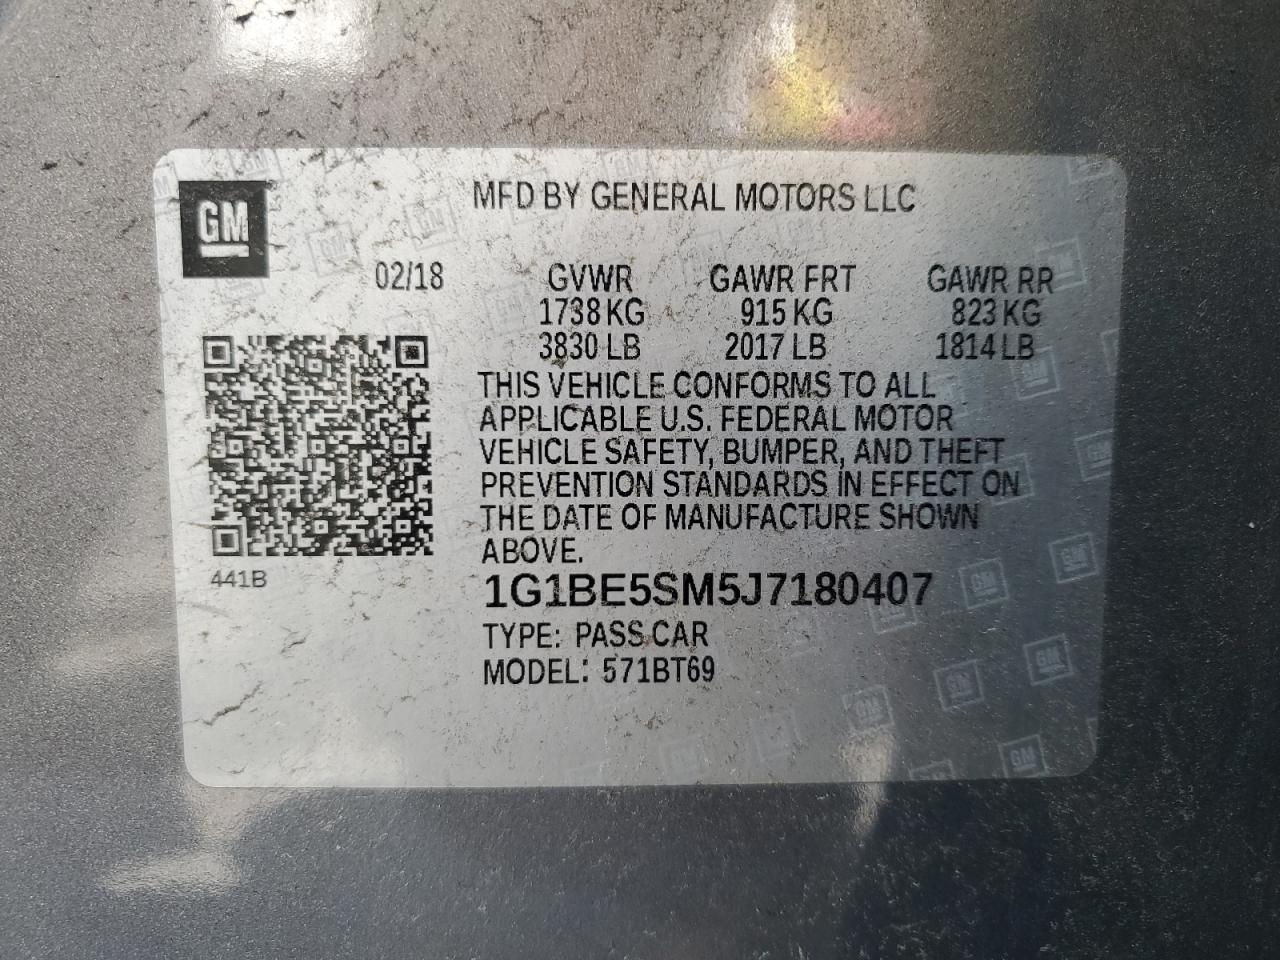 MFD BY GENERAL MOTORS LLC
GM
02/18 GVWR GAWR FRT GAWR RR
1738 KG 915 KG 823 KG
3830 LB 2017 LB 1814 LB
THIS VEHICLE CONFORMS TO ALL
APPLICABLE U.S. FEDERAL MOTOR
VEHICLE SAFETY, BUMPER, AND THEFT
PREVENTION STANDARDS IN EFFECT ON
THE DATE OF MANUFACTURE SHOWN
ABOVE.
441B
1G1BE5SM5J7180407
TYPE: PASS CAR
MODEL: 571BT69